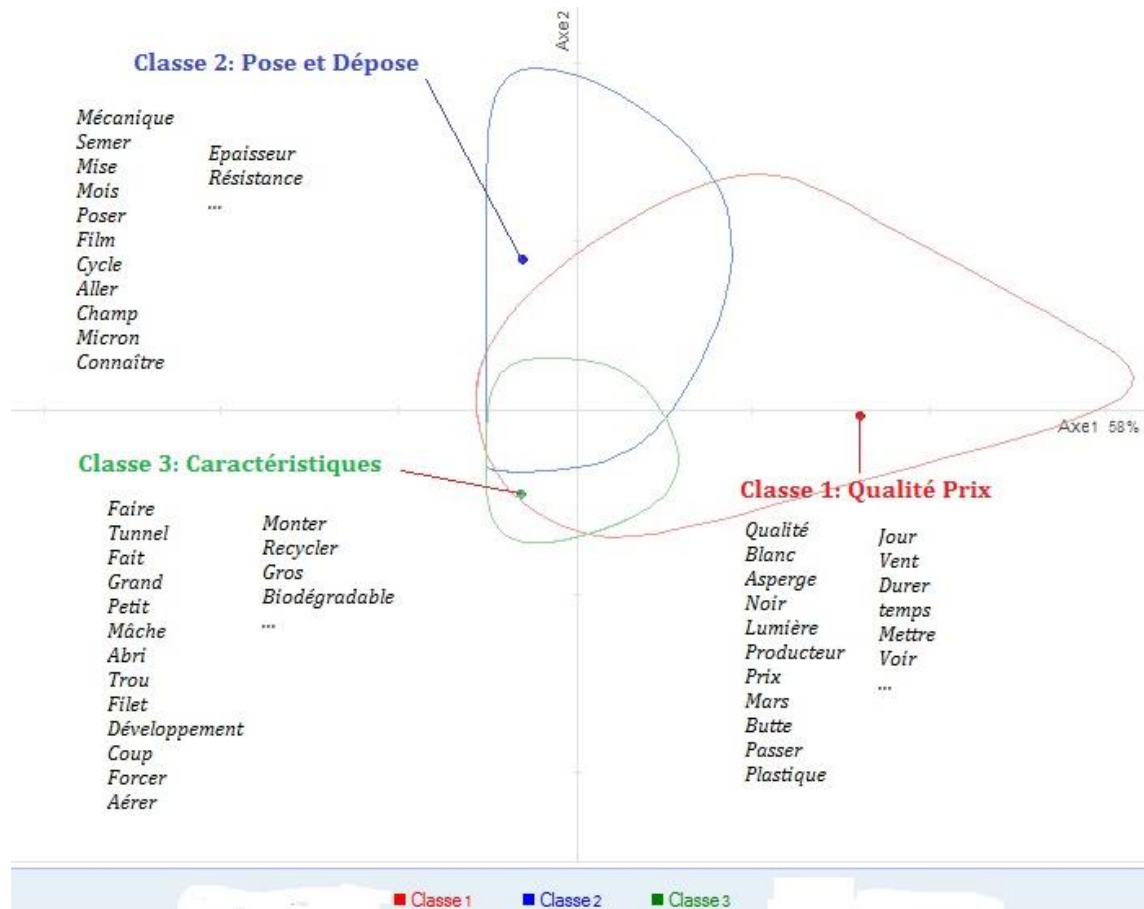 Axe2
Classe 2: Pose et Dépose
Mécanique
Semer
Mise
Mois
Poser
Film
Cycle
Aller
Champ
Micron
Connaître
Epaisseur
Résistance
...
Axe1 58%
Classe 3: Caractéristiques
Faire
Tunnel
Fait
Grand
Petit
Mâche
Abri
Trou
Filet
Développement
Coup
Forcer
Aérer
Monter
Recycler
Gros
Biodégradable
...
Classe 1: Qualité Prix
Qualité
Blanc
Asperge
Noir
Lumière
Producteur
Prix
Mars
Butte
Passer
Plastique
Jour
Vent
Durer
temps
Mettre
Voir
...
Classe 1 Classe 2 Classe 3